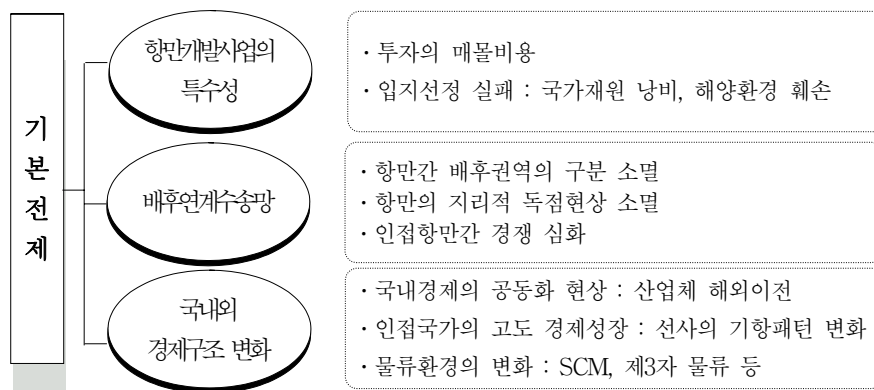 기본전제
항만개발사업의
특수성
· 투자의 매몰비용
· 입지선정 실패 : 국가재원 낭비, 해양환경 훼손
배후연계수송망
· 항만간 배후권역의 구분 소멸
· 항만의 지리적 독점현상 소멸
· 인접항만간 경쟁 심화
국내외
경제구조 변화
· 국내경제의 공동화 현상 : 산업체 해외이전
· 인접국가의 고도 경제성장 : 선사의 기항패턴 변화
· 물류환경의 변화 : SCM, 제3자 물류 등